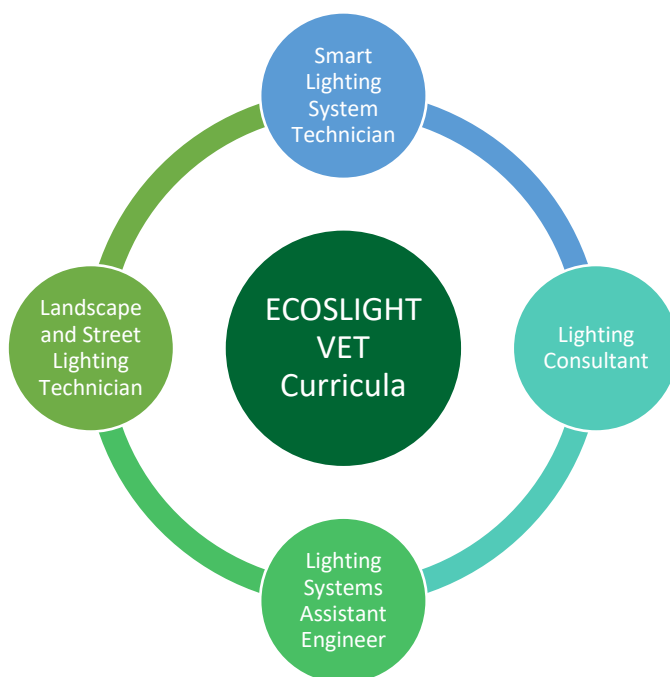 Smart
Lighting
System
Technician
Landscape
and Street
Lighting
Technician
ECOSLIGHT
VET
Curricula
Lighting
Consultant
Lighting
Systems
Assistant
Engineer